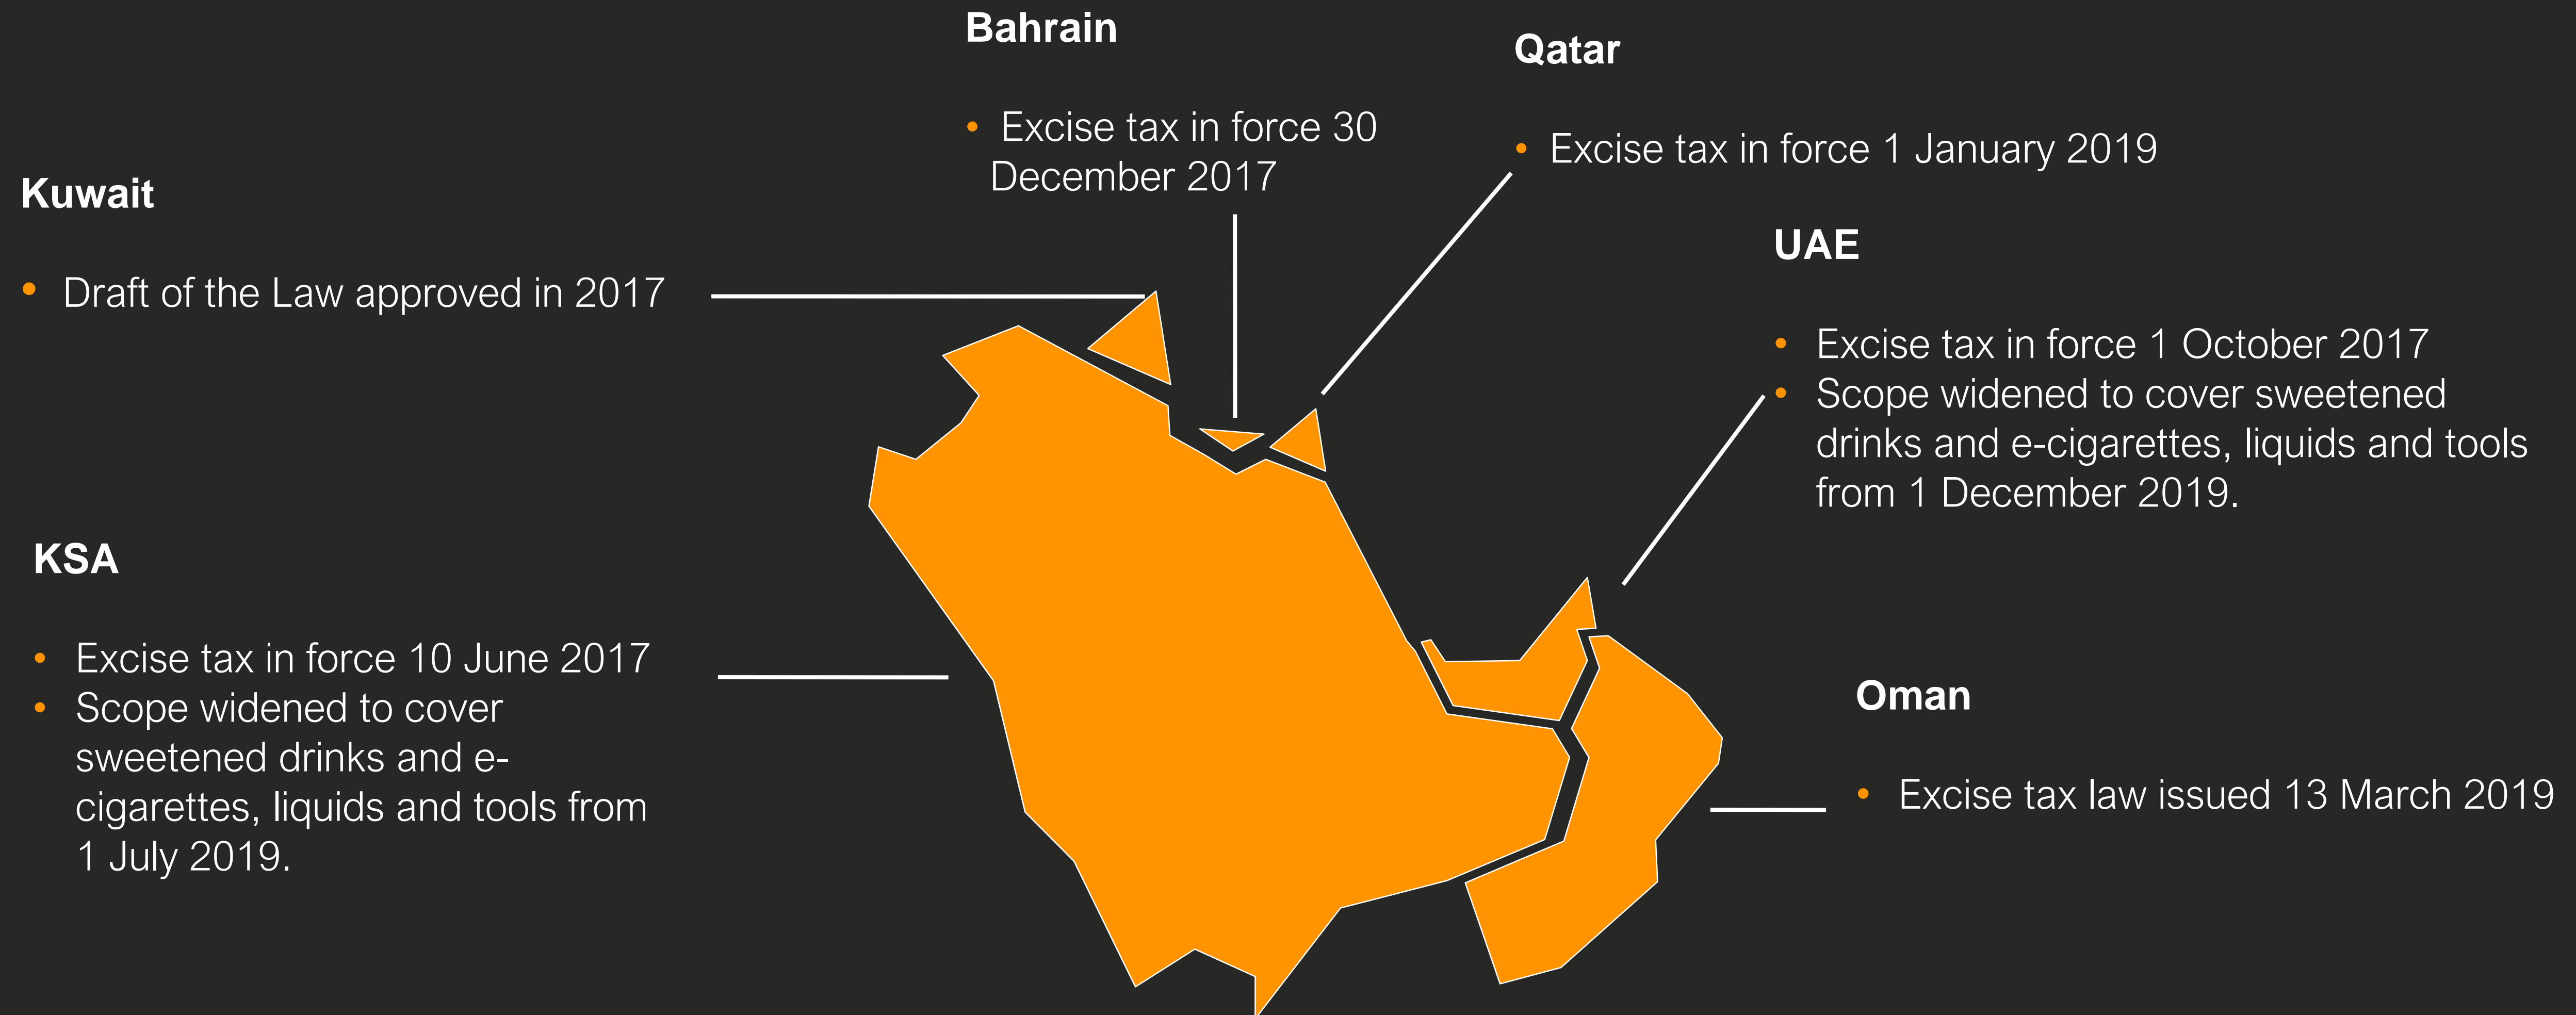 Bahrain
• Excise tax in force 30
December 2017
Qatar
• Excise tax in force 1 January 2019
Kuwait
• Draft of the Law approved in 2017
UAE
• Excise tax in force 1 October 2017
• Scope widened to cover sweetened
drinks and e-cigarettes, liquids and tools
from 1 December 2019.
KSA
• Excise tax in force 10 June 2017
• Scope widened to cover
sweetened drinks and e-
cigarettes, liquids and tools from
1 July 2019.
Oman
• Excise tax law issued 13 March 2019